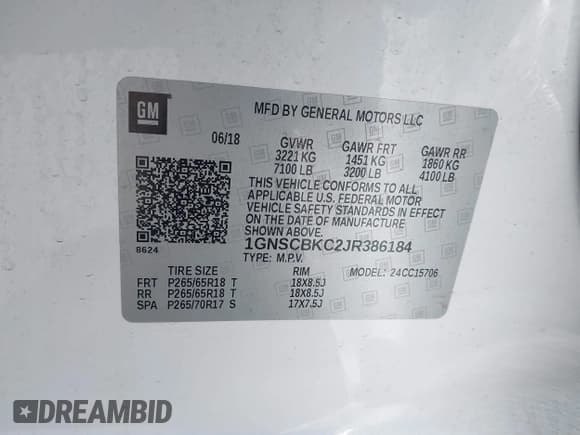 GM
MFD BY GENERAL MOTORS LLC
06/18
GVWR GAWR FRT GAWR RR
3221 KG 1451 KG 1860 KG
7100 LB 3200 LB 4100 LB
THIS VEHICLE CONFORMS TO ALL
APPLICABLE U.S. FEDERAL MOTOR
VEHICLE SAFETY STANDARDS IN EFFECT
ON THE DATE OF MANUFACTURE
SHOWN ABOVE.
1GNSCBKC2JR386184
8624
TYPE: M.P.V. MODEL: 24CC15706
TIRE SIZE RIM
FRT P265/65R18 T 18X8.5J
RR P265/65R18 T 18X8.5J
SPA P265/70R17 S 17X7.5J
DREAMBID